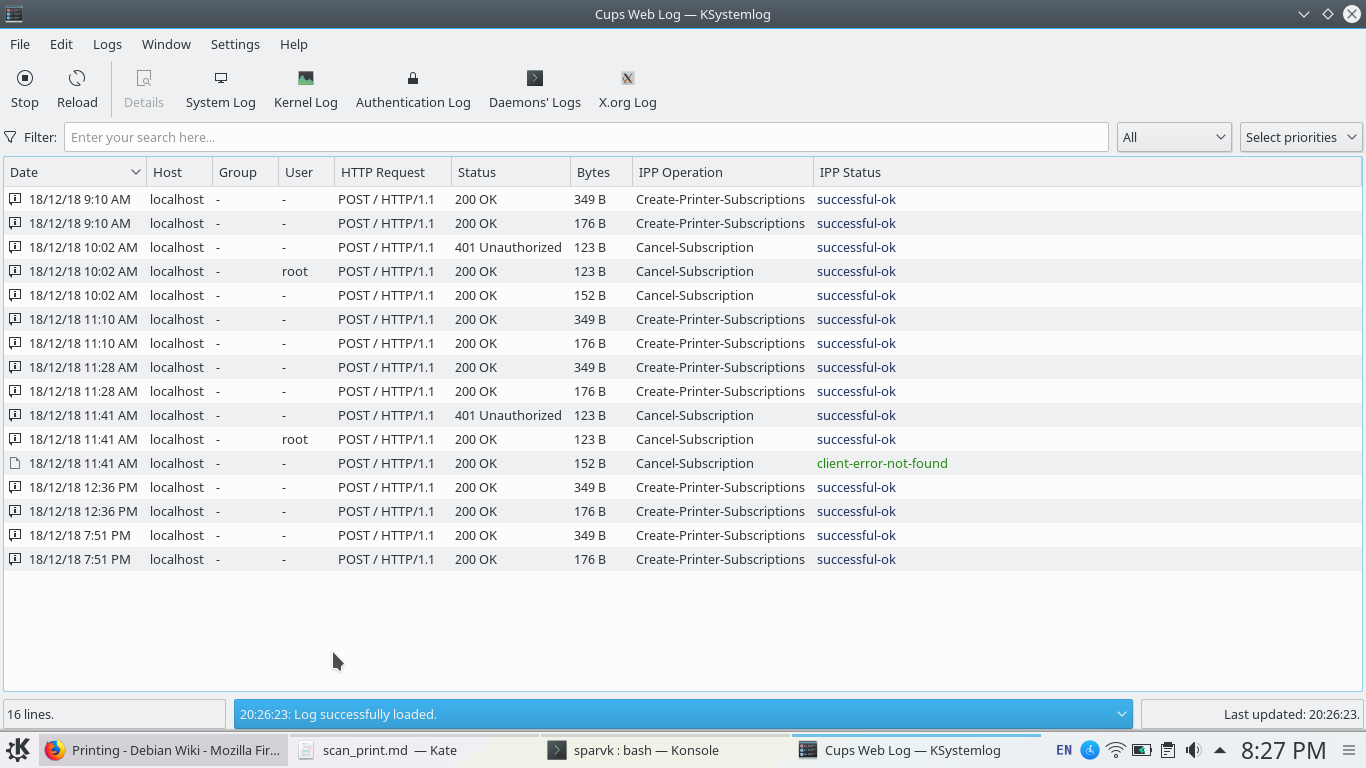 Cups Web Log — KSystemlog
File Edit Logs Window Settings Help
Stop Reload Details System Log Kernel Log Authentication Log Daemons' Logs X.org Log
Filter: Enter your search here... All Select priorities
Date Host Group User HTTP Request Status Bytes IPP Operation IPP Status
18/12/18 9:10 AM localhost - - POST / HTTP/1.1 200 OK 349 B Create-Printer-Subscriptions successful-ok
18/12/18 9:10 AM localhost - - POST / HTTP/1.1 200 OK 176 B Create-Printer-Subscriptions successful-ok
18/12/18 10:02 AM localhost - - POST / HTTP/1.1 401 Unauthorized 123 B Cancel-Subscription successful-ok
18/12/18 10:02 AM localhost - root POST / HTTP/1.1 200 OK 123 B Cancel-Subscription successful-ok
18/12/18 10:02 AM localhost - - POST / HTTP/1.1 200 OK 152 B Cancel-Subscription successful-ok
18/12/18 11:10 AM localhost - - POST / HTTP/1.1 200 OK 349 B Create-Printer-Subscriptions successful-ok
18/12/18 11:10 AM localhost - - POST / HTTP/1.1 200 OK 176 B Create-Printer-Subscriptions successful-ok
18/12/18 11:28 AM localhost - - POST / HTTP/1.1 200 OK 349 B Create-Printer-Subscriptions successful-ok
18/12/18 11:28 AM localhost - - POST / HTTP/1.1 200 OK 176 B Create-Printer-Subscriptions successful-ok
18/12/18 11:41 AM localhost - - POST / HTTP/1.1 401 Unauthorized 123 B Cancel-Subscription successful-ok
18/12/18 11:41 AM localhost - root POST / HTTP/1.1 200 OK 123 B Cancel-Subscription successful-ok
18/12/18 11:41 AM localhost - - POST / HTTP/1.1 200 OK 152 B Cancel-Subscription client-error-not-found
18/12/18 12:36 PM localhost - - POST / HTTP/1.1 200 OK 349 B Create-Printer-Subscriptions successful-ok
18/12/18 12:36 PM localhost - - POST / HTTP/1.1 200 OK 176 B Create-Printer-Subscriptions successful-ok
18/12/18 7:51 PM localhost - - POST / HTTP/1.1 200 OK 349 B Create-Printer-Subscriptions successful-ok
18/12/18 7:51 PM localhost - - POST / HTTP/1.1 200 OK 176 B Create-Printer-Subscriptions successful-ok
16 lines. 20:26:23: Log successfully loaded. Last updated: 20:26:23.
Printing - Debian Wiki - Mozilla Fir... scan_print.md — Kate sparvk : bash — Konsole Cups Web Log — KSystemlog EN 8:27 PM